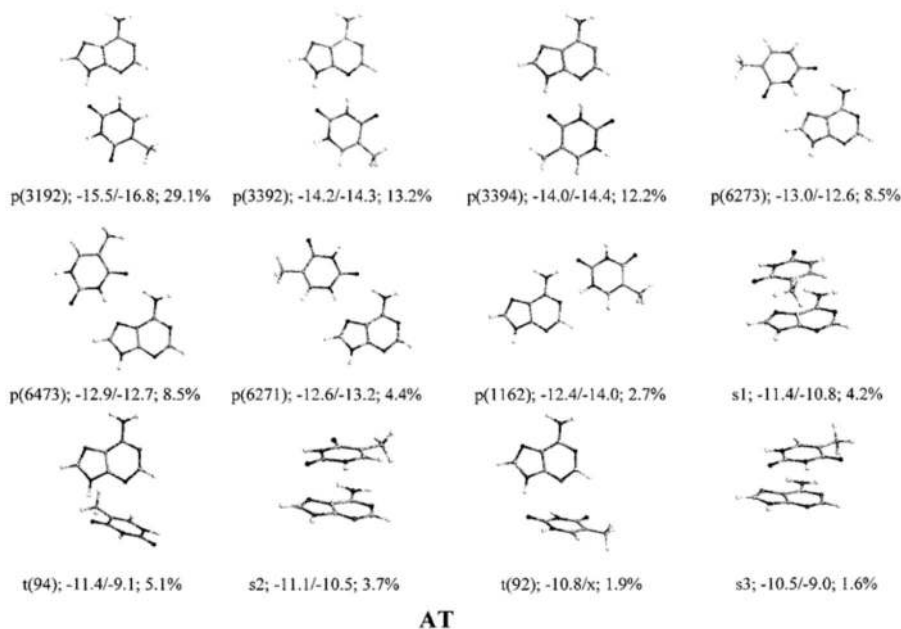 p(3192); -15.5/-16.8; 29.1% p(3392); -14.2/-14.3; 13.2% p(3394); -14.0/-14.4; 12.2% p(6273); -13.0/-12.6; 8.5%
p(6473); -12.9/-12.7; 8.5% p(6271); -12.6/-13.2; 4.4% p(1162); -12.4/-14.0; 2.7% s1; -11.4/-10.8; 4.2%
t(94); -11.4/-9.1; 5.1% s2; -11.1/-10.5; 3.7% t(92); -10.8/x; 1.9% s3; -10.5/-9.0; 1.6%
AT